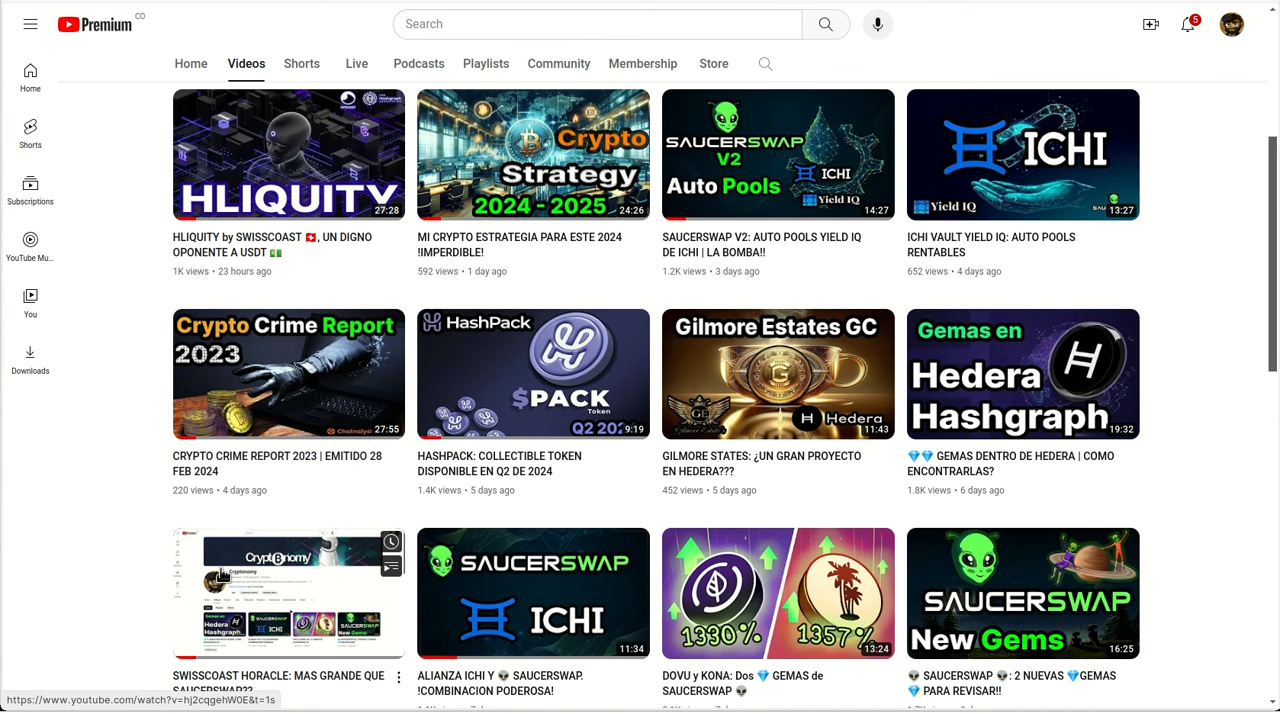 Premium CO
Search
5
Home
Videos
Shorts
Live
Podcasts
Playlists
Community
Membership
Store
Home
Shorts
Subscriptions
YouTube Mu...
You
Downloads
HLIQUITY
27:28
Crypto
Strategy
2024 - 2025
24:26
SAUCERSWAP
V2
Auto Pools
ICHI
Yield IQ
14:27
ICHI
Yield IQ
13:27
HLIQUITY by SWISSCOAST 🇨🇭, UN DIGNO
OPONENTE A USDT 💵
1K views • 23 hours ago
MI CRYPTO ESTRATEGIA PARA ESTE 2024
!IMPERDIBLE!
592 views • 1 day ago
SAUCERSWAP V2: AUTO POOLS YIELD IQ
DE ICHI | LA BOMBA!!
1.2K views • 3 days ago
ICHI VAULT YIELD IQ: AUTO POOLS
RENTABLES
652 views • 4 days ago
Crypto Crime Report
2023
Chainalysis
27:55
HashPack
$PACK
Token
Q2 202
9:19
Gilmore Estates GC
GE
Gilmore Estates
Hedera
11:43
Gemas en
Hedera
Hashgraph
19:32
CRYPTO CRIME REPORT 2023 | EMITIDO 28
FEB 2024
220 views • 4 days ago
HASHPACK: COLLECTIBLE TOKEN
DISPONIBLE EN Q2 DE 2024
1.4K views • 5 days ago
GILMORE STATES: ¿UN GRAN PROYECTO
EN HEDERA???
452 views • 5 days ago
💎💎 GEMAS DENTRO DE HEDERA | COMO
ENCONTRARLAS?
1.8K views • 6 days ago
Cryptonomy
Cryptonomy
SAUCERSWAP
ICHI
11:34
1930%
1357%
13:24
SAUCERSWAP
New Gems
16:25
SWISSCOAST HORACLE: MAS GRANDE QUE
SAUCERSWAP??
ALIANZA ICHI Y 👽 SAUCERSWAP.
!COMBINACION PODEROSA!
DOVU y KONA: Dos 💎 GEMAS de
SAUCERSWAP 👽
👽 SAUCERSWAP 👽: 2 NUEVAS 💎GEMAS
💎 PARA REVISAR!!
https://www.youtube.com/watch?v=hj2cqgehW0E&t=1s